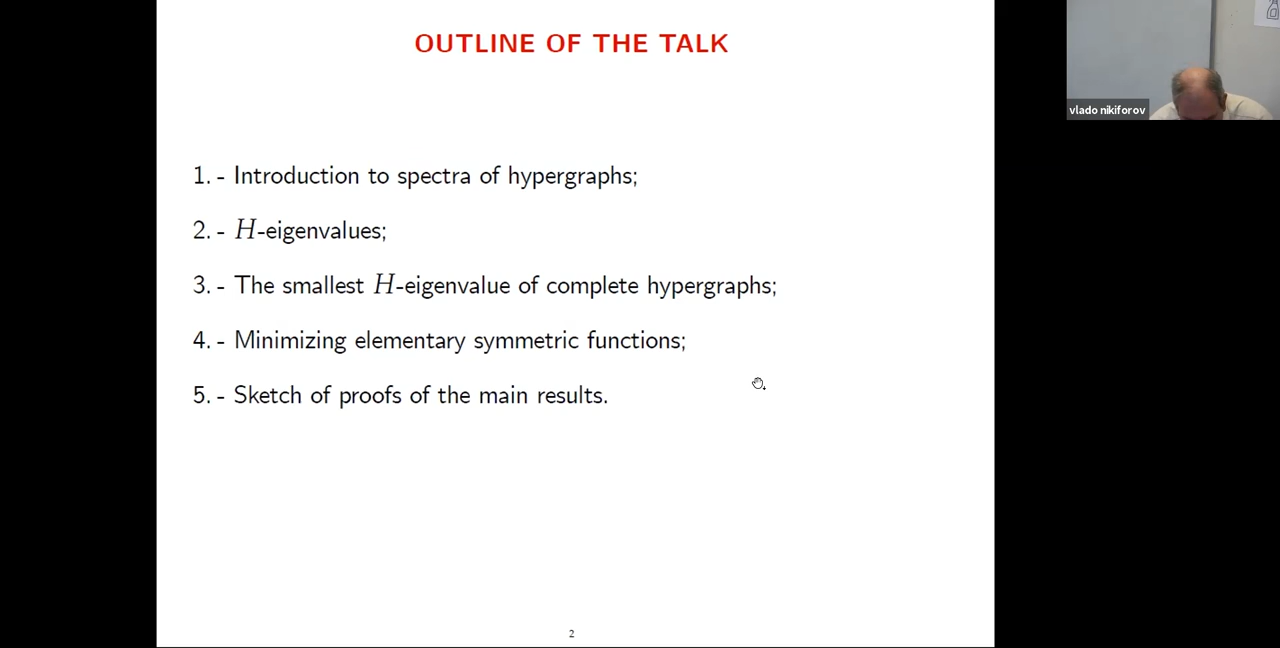 OUTLINE OF THE TALK
vlado nikiforov
1. - Introduction to spectra of hypergraphs;
2. - H-eigenvalues;
3. - The smallest H-eigenvalue of complete hypergraphs;
4. - Minimizing elementary symmetric functions;
5. - Sketch of proofs of the main results.
2